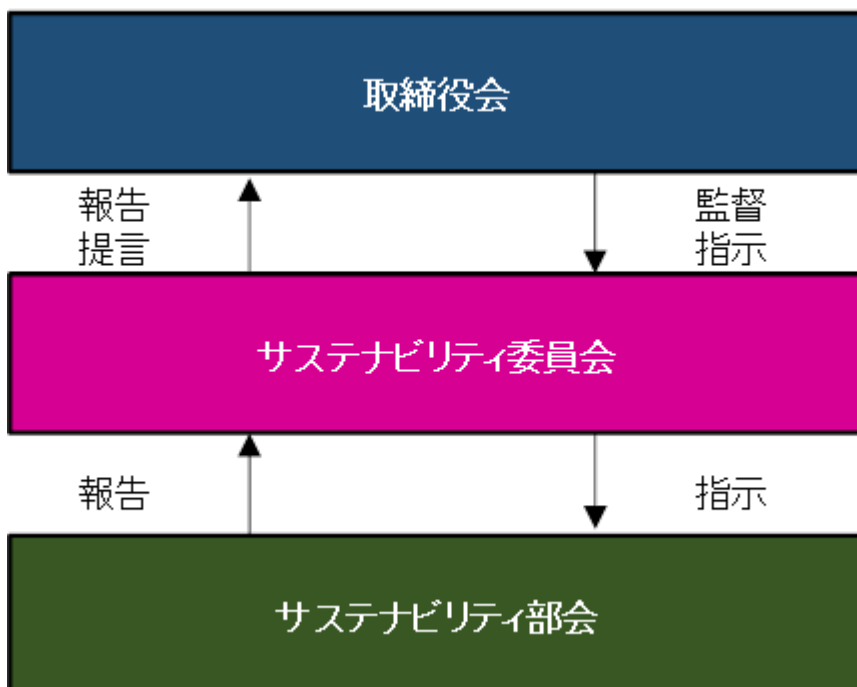 取締役会
報告
提言
監督
指示
サステナビリティ委員会
報告
指示
サステナビリティ部会